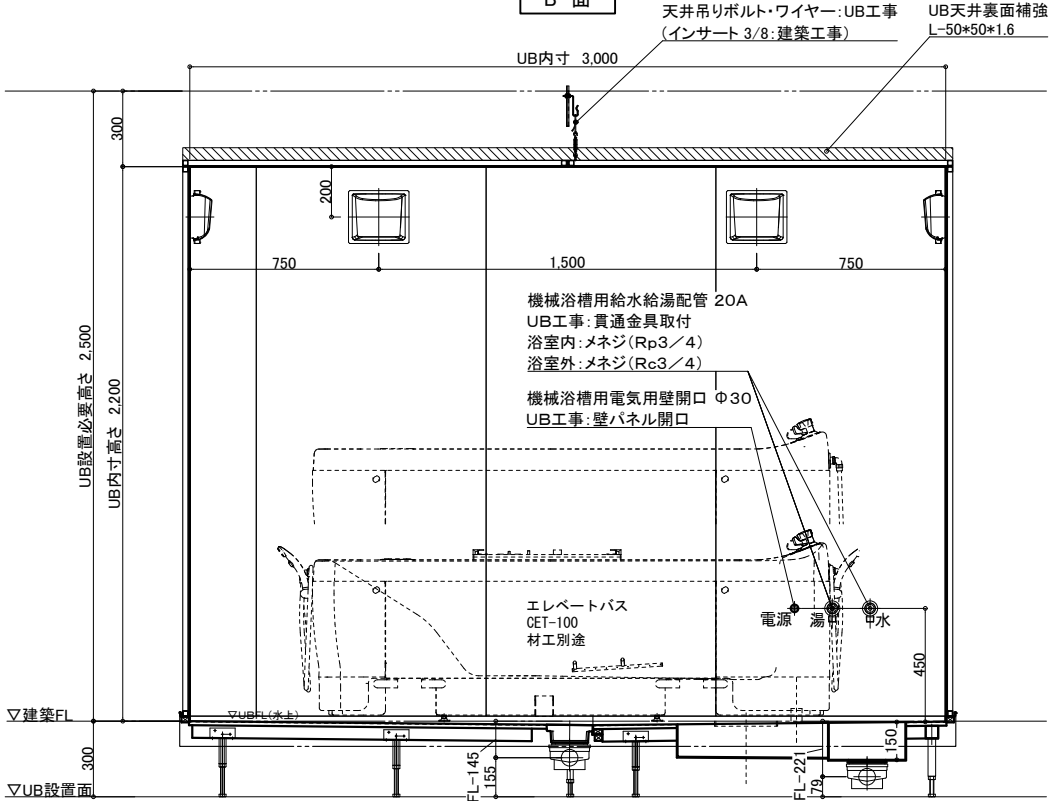 B 面
天井吊りボルト・ワイヤー：UB工事
(インサート 3/8：建築工事)
UB天井裏面補強
L-50*50*1.6
UB内寸 3,000
300
200
750
1,500
750
UB設置必要高さ 2,500
UB内寸高さ 2,200
機械浴槽用給水給湯配管 20A
UB工事：貫通金具取付
浴室内：メネジ(Rp3／4)
浴室外：メネジ(Rc3／4)
機械浴槽用電気用壁開口 Φ30
UB工事：壁パネル開口
エレベートバス
CET-100
材工別途
電源
湯
水
450
▽建築FL
▽UBFL(水上)
300
FL-145
155
FL-221
79
150
▽UB設置面